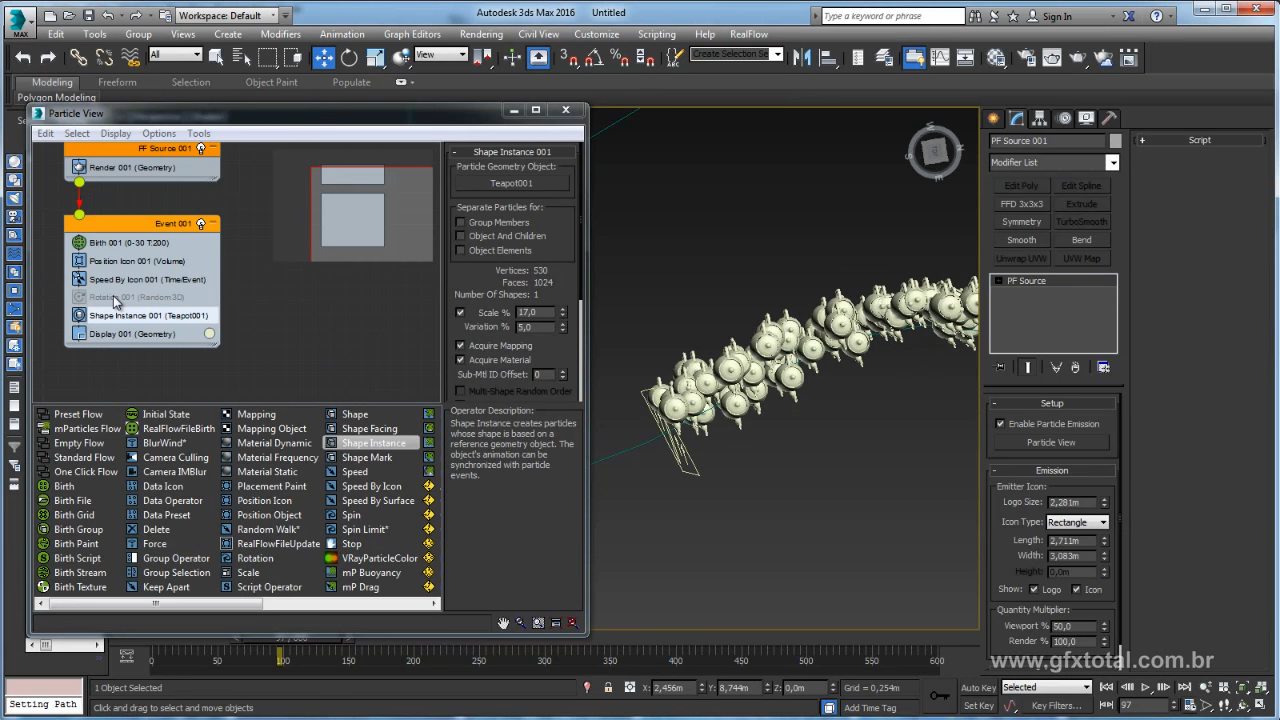 Workspace: Default
Autodesk 3ds Max 2016 Untitled
Type a keyword or phrase
Sign In
MAX
Edit Tools Group Views Create Modifiers Animation Graph Editors Rendering Civil View Customize Scripting Help RealFlow
All
View
Create Selection Se
Modeling Freeform Selection Object Paint Populate
Polygon Modeling
Particle View
Edit Select Display Options Tools
PF Source 001
Render 001 (Geometry)
Event 001
Birth 001 (0-30 T:200)
Position Icon 001 (Volume)
Speed By Icon 001 (Time/Event)
Rotation 001 (Random 3D)
Shape Instance 001 (Teapot001)
Display 001 (Geometry)
Shape Instance 001
Particle Geometry Object:
Teapot001
Separate Particles for:
Group Members
Object And Children
Object Elements
Vertices: 530
Faces: 1024
Number Of Shapes: 1
Scale % 17,0
Variation % 5,0
Acquire Mapping
Acquire Material
Sub-Mtl ID Offset: 0
Multi-Shape Random Order
Operator Description:
Shape Instance creates particles
whose shape is based on a
reference geometry object. The
object's animation can be
synchronized with particle
events.
Preset Flow Initial State Mapping Shape
mParticles Flow RealFlowFileBirth Mapping Object Shape Facing
Empty Flow BlurWind* Material Dynamic Shape Instance
Standard Flow Camera Culling Material Frequency Shape Mark
One Click Flow Camera IMBlur Material Static Speed
Birth Data Icon Placement Paint Speed By Icon
Birth File Data Operator Position Icon Speed By Surface
Birth Grid Data Preset Position Object Spin
Birth Group Delete Random Walk* Spin Limit*
Birth Paint Force RealFlowFileUpdate Stop
Birth Script Group Operator Rotation VRayParticleColor
Birth Stream Group Selection Scale mP Buoyancy
Birth Texture Keep Apart Script Operator mP Drag
PF Source 001
Modifier List
Edit Poly Edit Spline
FFD 3x3x3 Extrude
Symmetry TurboSmooth
Smooth Bend
Unwrap UVW UVW Map
PF Source
Setup
Enable Particle Emission
Particle View
Emission
Emitter Icon:
Logo Size: 2,281m
Icon Type: Rectangle
Length: 2,711m
Width: 3,083m
Height: 0,0m
Show: Logo Icon
Quantity Multiplier:
Viewport % 50,0
Render % 100,0
Script
0 50 100 150 200 250 300 350 400 450 500 550 600
www.gfxtotal.com.br
1 Object Selected
X: 2,456m Y: 8,744m Z: 0,0m Grid = 0,254m
Auto Key Selected
Setting Path
Click and drag to select and move objects
Add Time Tag
Set Key Key Filters...
97